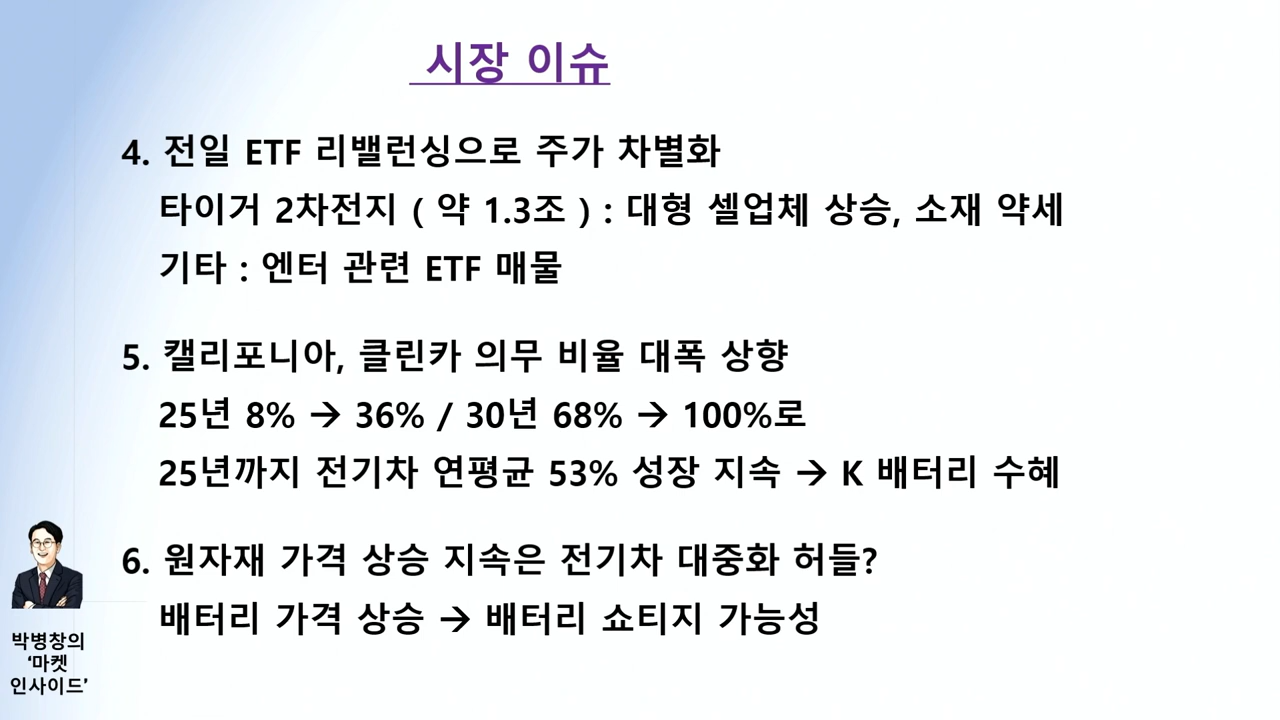 시장 이슈
4. 전일 ETF 리밸런싱으로 주가 차별화
타이거 2차전지 ( 약 1.3조 ) : 대형 셀업체 상승, 소재 약세
기타 : 엔터 관련 ETF 매물
5. 캘리포니아, 클린카 의무 비율 대폭 상향
25년 8% → 36% / 30년 68% → 100%로
25년까지 전기차 연평균 53% 성장 지속 → K 배터리 수혜
6. 원자재 가격 상승 지속은 전기차 대중화 허들?
배터리 가격 상승 → 배터리 쇼티지 가능성
박병창의
‘마켓
인사이드’